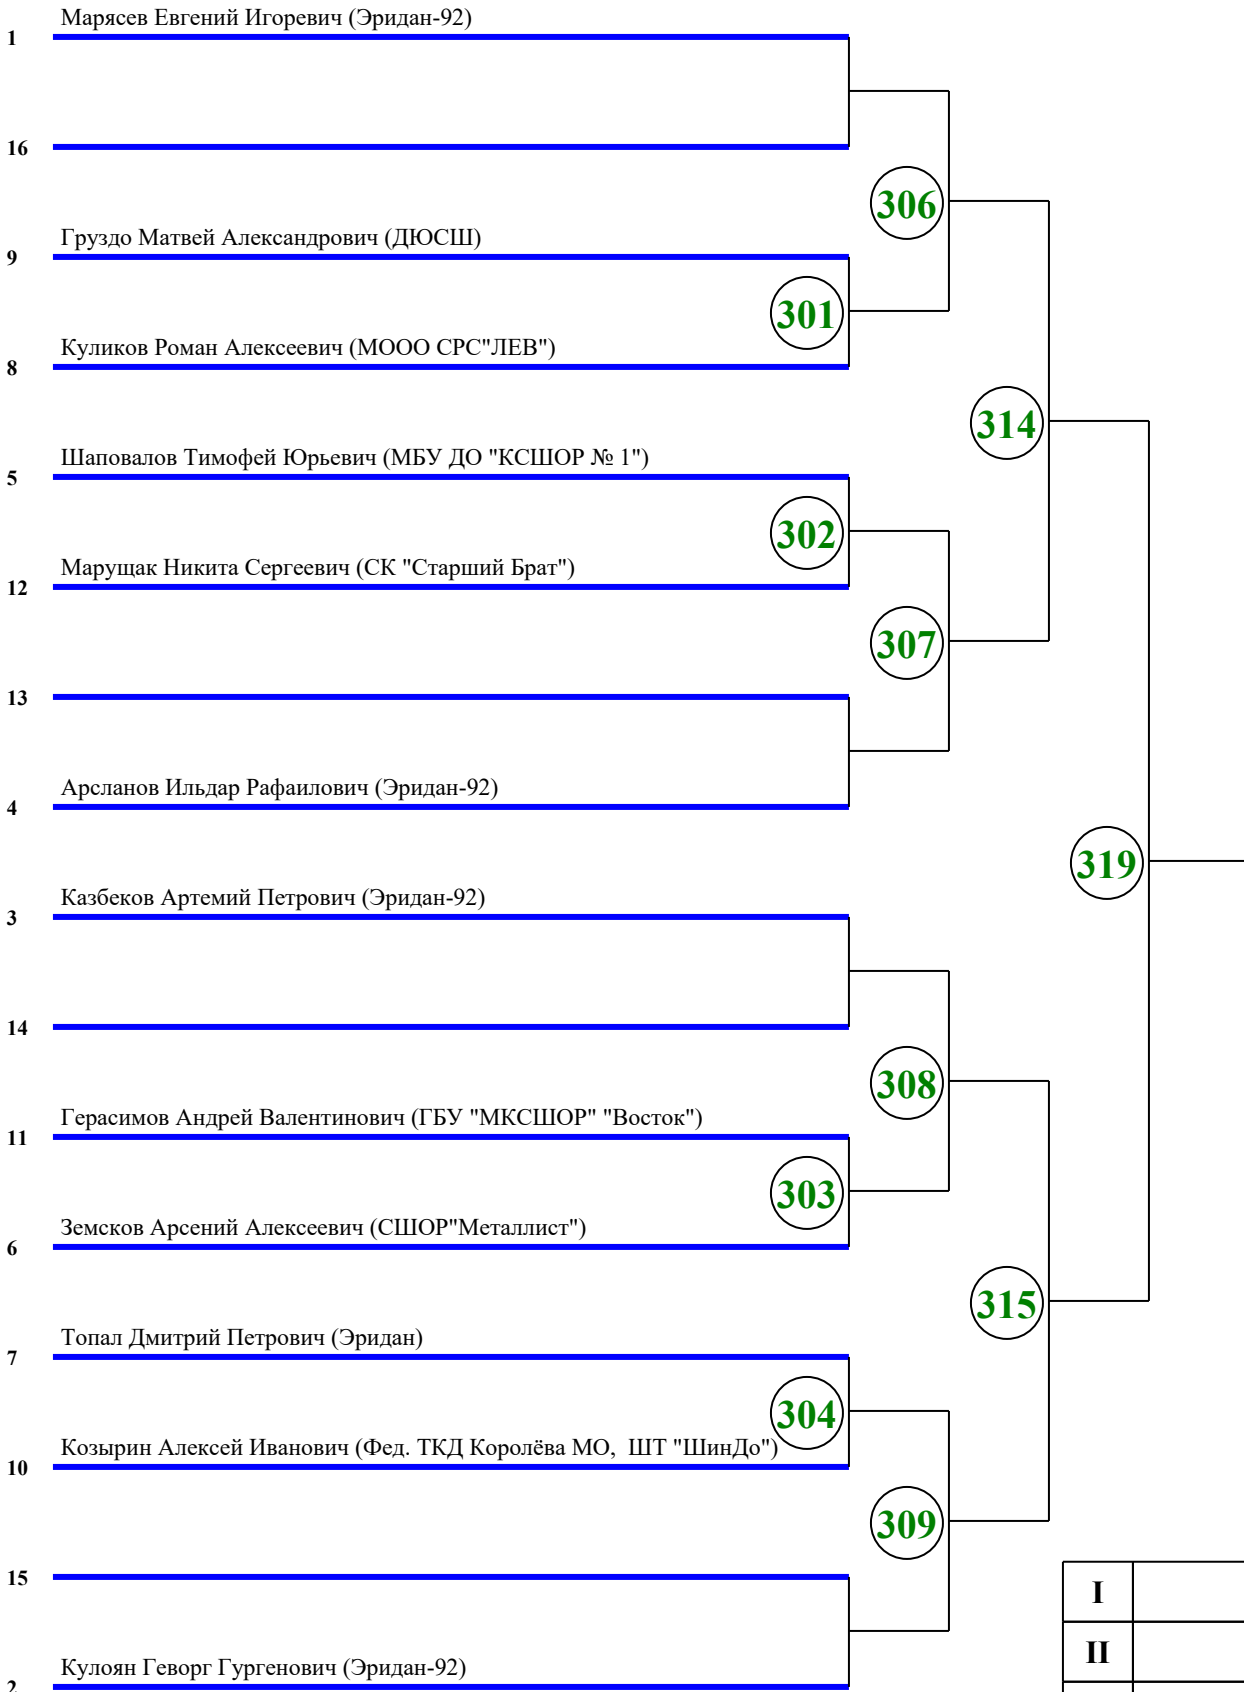 Марясев Евгений Игоревич (Эридан-92)
1
16
306
Груздо Матвей Александрович (ДЮСШ)
9
301
Куликов Роман Алексеевич (МООО СРС"ЛЕВ")
8
314
Шаповалов Тимофей Юрьевич (МБУ ДО "КСШОР № 1")
5
302
Марущак Никита Сергеевич (СК "Старший Брат")
12
307
13
Арсланов Ильдар Рафаилович (Эридан-92)
4
319
Казбеков Артемий Петрович (Эридан-92)
3
14
308
Герасимов Андрей Валентинович (ГБУ "МКСШОР" "Восток")
11
303
Земсков Арсений Алексеевич (СШОР"Металлист")
6
315
Топал Дмитрий Петрович (Эридан)
7
304
Козырин Алексей Иванович (Фед. ТКД Королёва МО,  ШТ "ШинДо")
10
309
15
I
II
Кулоян Геворг Гургенович (Эридан-92)
2